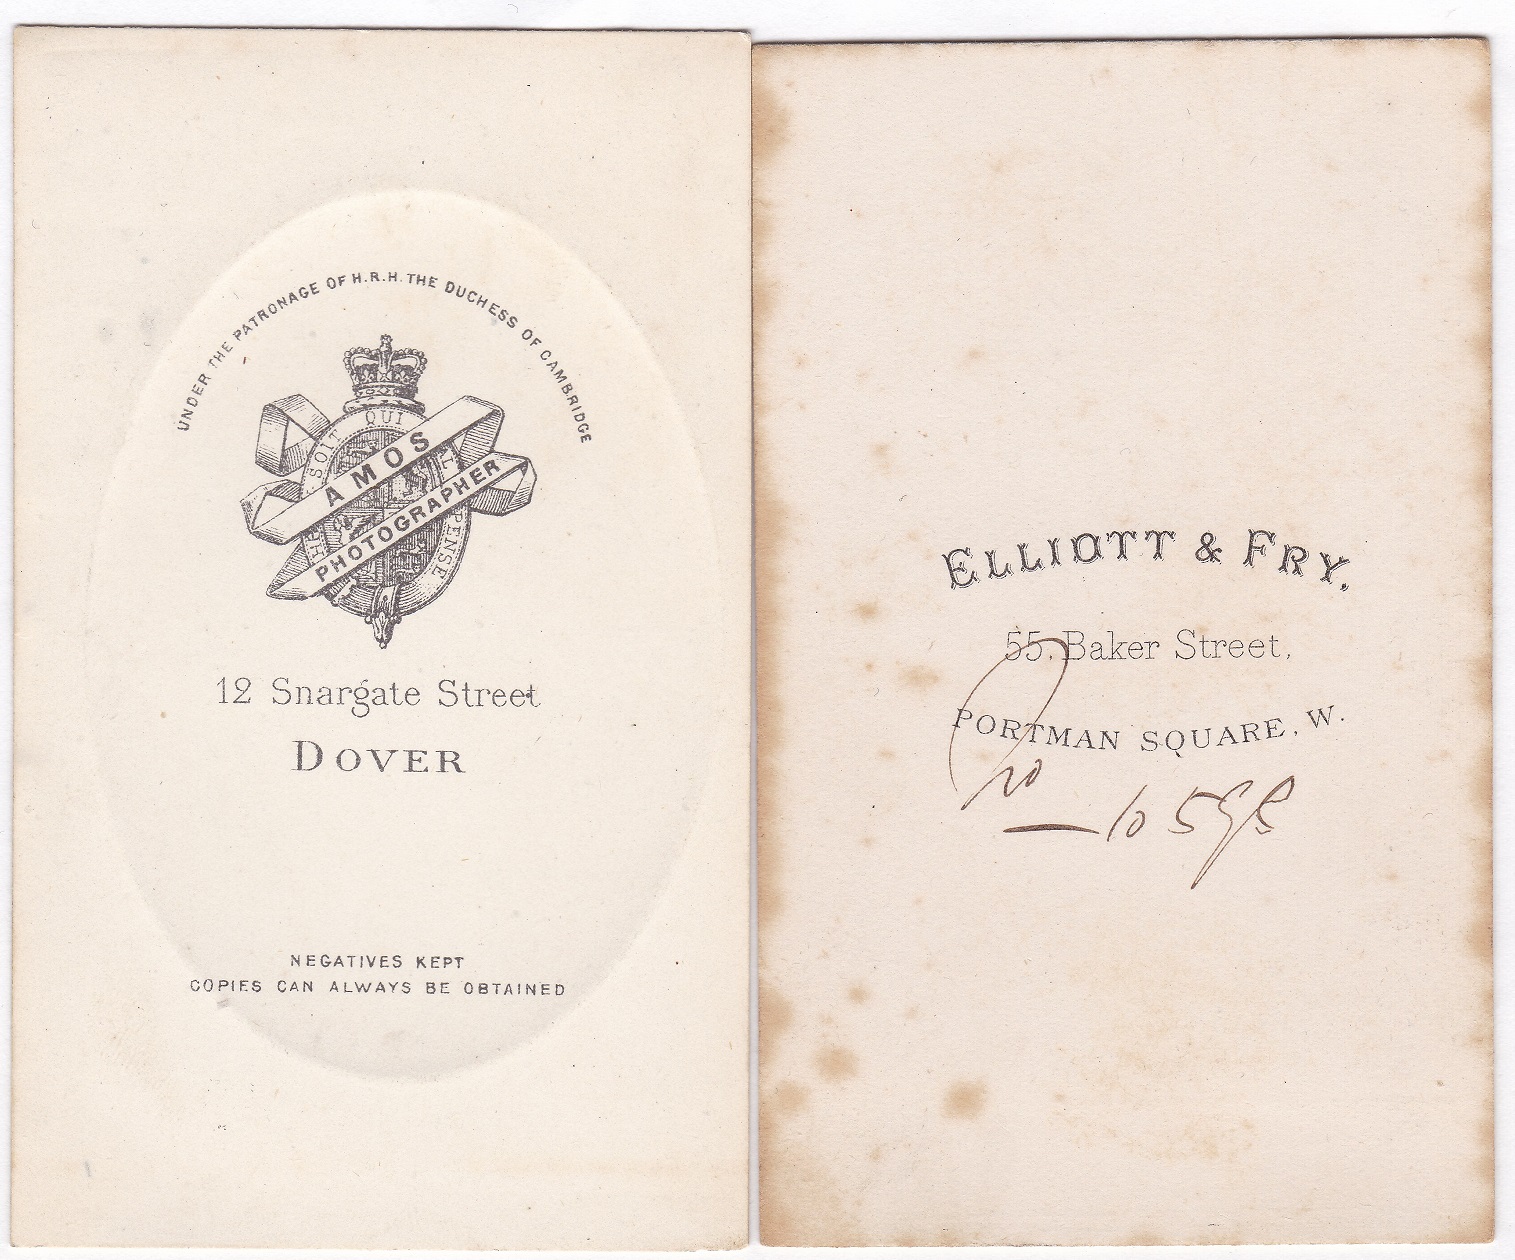 UNDER THE PATRONAGE OF H.R.H. THE DUCHESS OF CAMBRIDGE
SOIT QUI PENSE
AMOS
PHOTOGRAPHER
12 Snargate Street
DOVER
NEGATIVES KEPT
COPIES CAN ALWAYS BE OBTAINED
ELLIOTT & FRY.
55, Baker Street,
PORTMAN SQUARE, W.